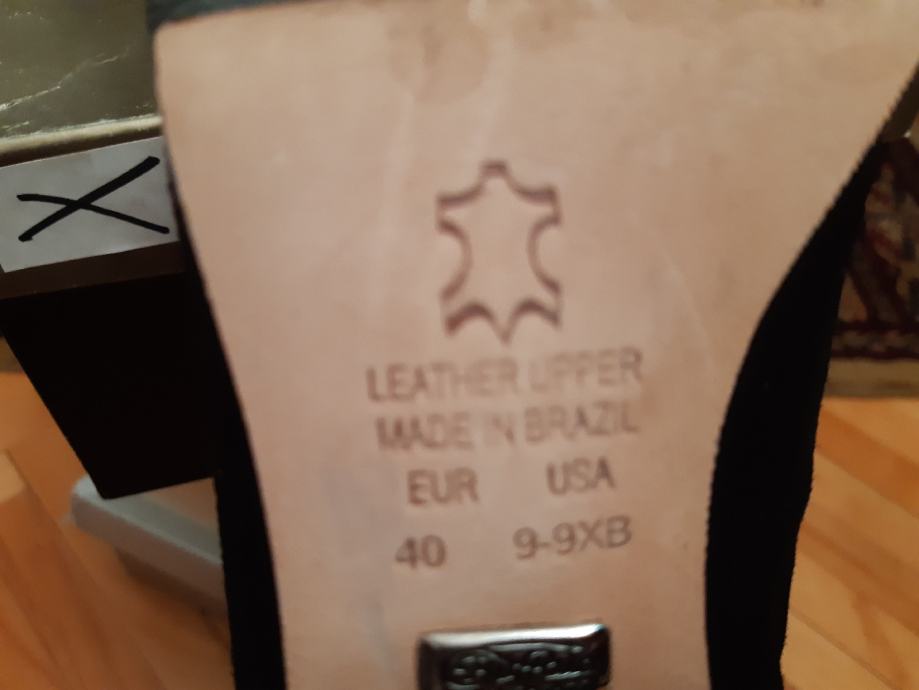 X
LEATHER UPPER
MADE IN BRAZIL
EUR USA
40 9-9XB